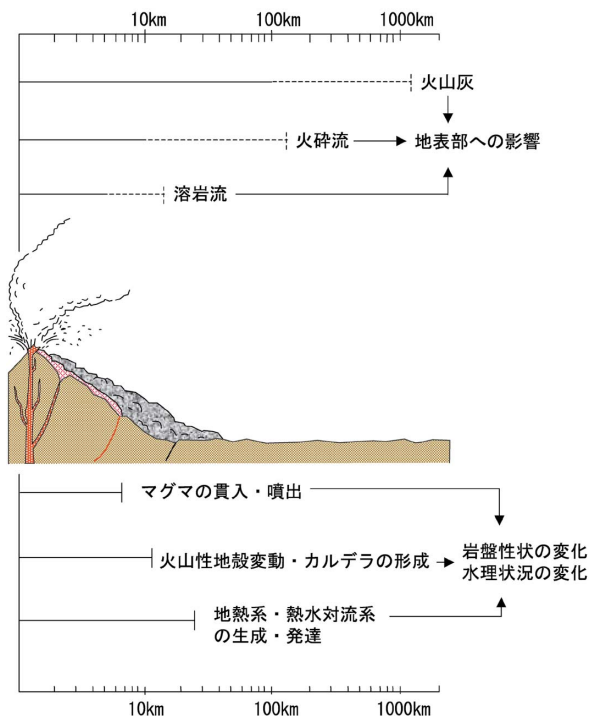 10km 100km 1000km
火山灰
火砕流
地表部への影響
溶岩流
マグマの貫入・噴出
火山性地殻変動・カルデラの形成
岩盤性状の変化
水理状況の変化
地熱系・熱水対流系
の生成・発達
10km 100km 1000km